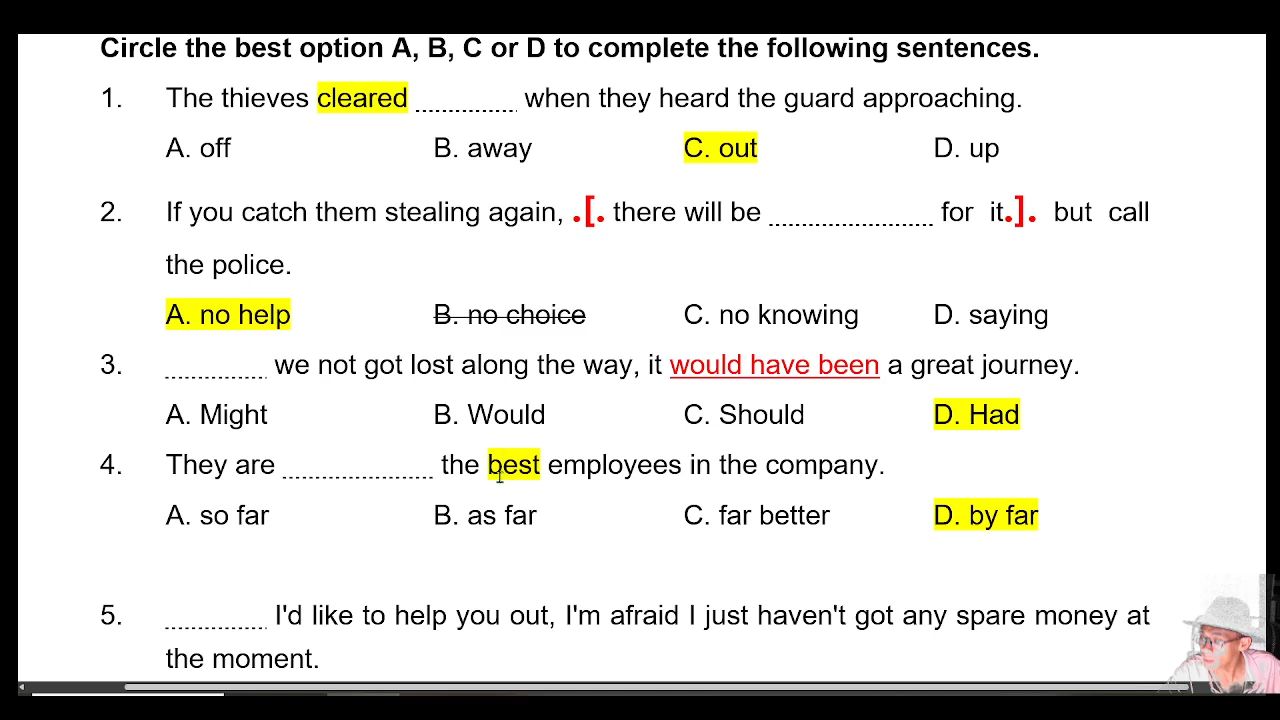 Circle the best option A, B, C or D to complete the following sentences.
1. The thieves cleared ............ when they heard the guard approaching.
A. off B. away C. out D. up
2. If you catch them stealing again, .[. there will be ........................ for it.]. but call
the police.
A. no help B. no choice C. no knowing D. saying
3. ............... we not got lost along the way, it would have been a great journey.
A. Might B. Would C. Should D. Had
4. They are ...................... the best employees in the company.
A. so far B. as far C. far better D. by far
5. ............... I'd like to help you out, I'm afraid I just haven't got any spare money at
the moment.